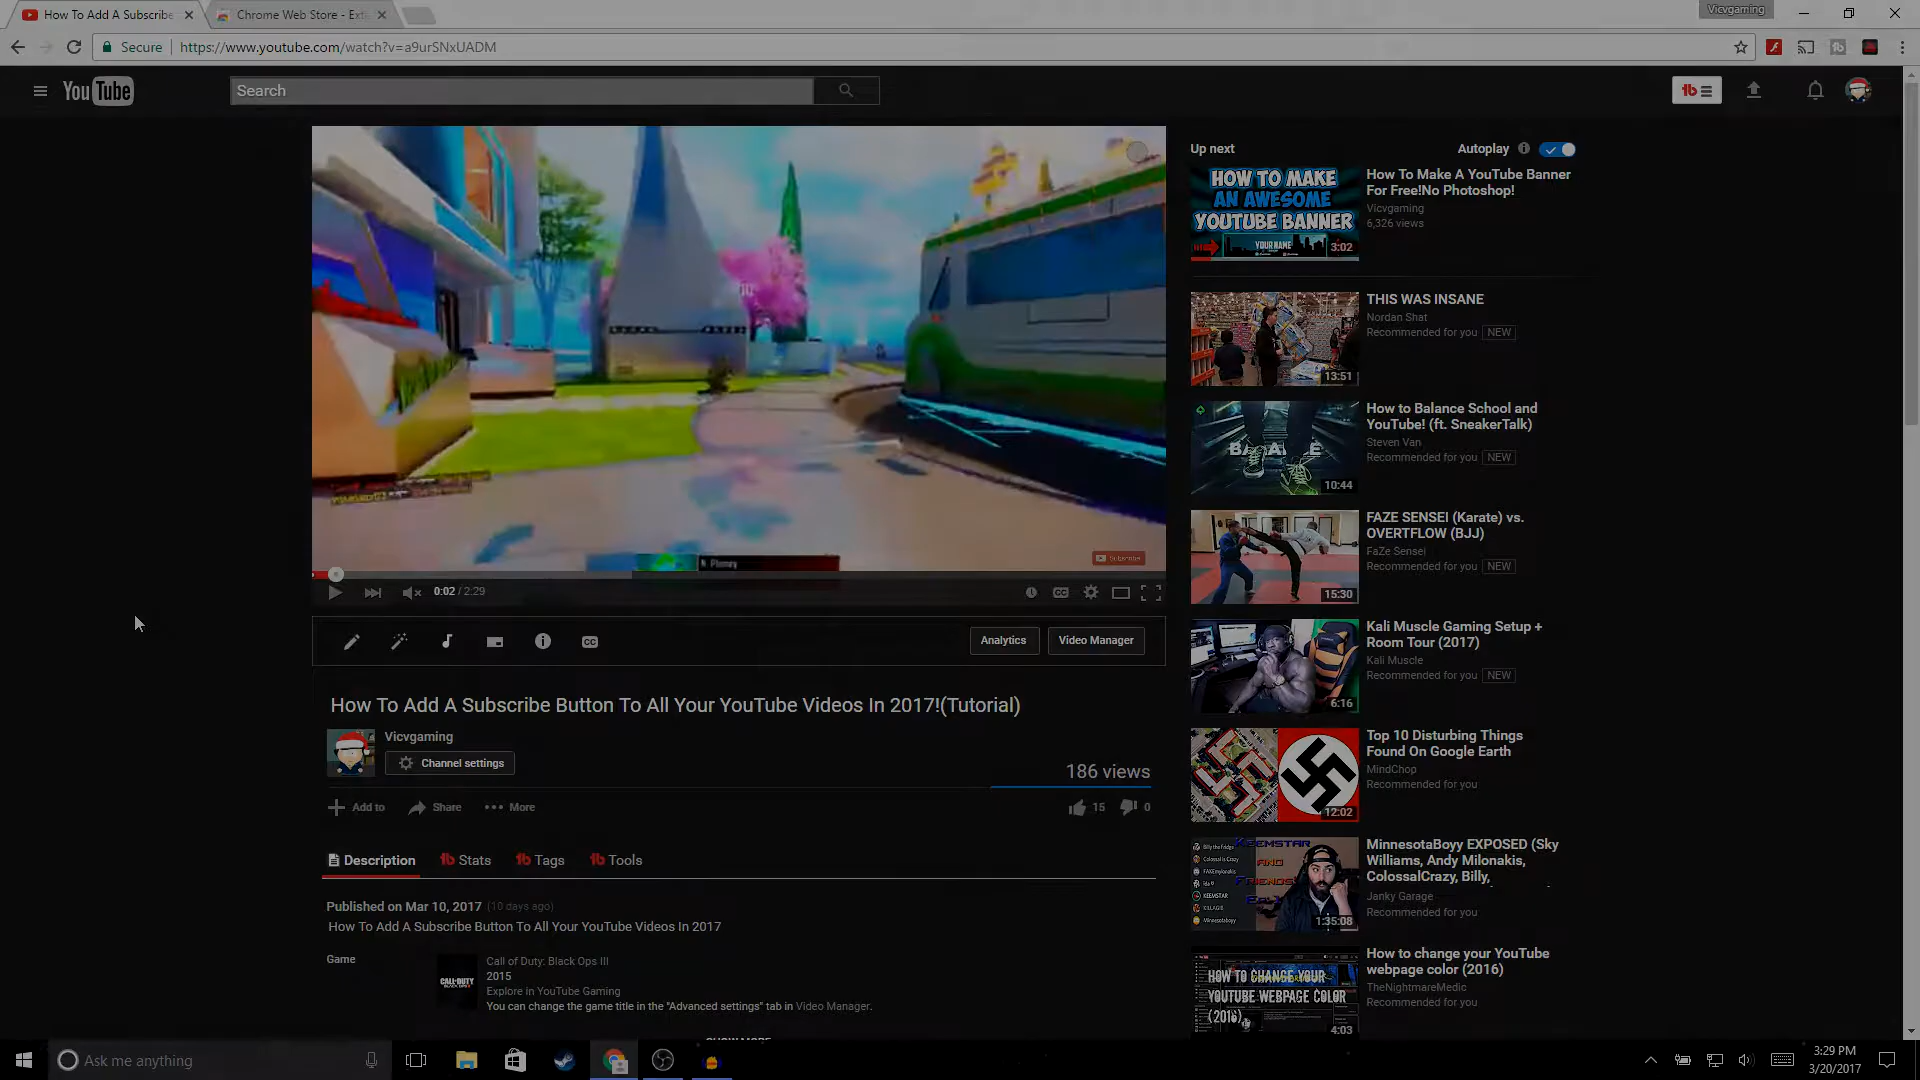 How To Add A Subscribe
Chrome Web Store - Ext
Vicvgaming
Secure
https://www.youtube.com/watch?v=a9urSNxUADM
YouTube
Search
Up next
Autoplay
HOW TO MAKE
AN AWESOME
YOUTUBE BANNER
YOUR NAME
3:02
How To Make A YouTube Banner
For Free!No Photoshop!
Vicvgaming
6,326 views
13:51
THIS WAS INSANE
Nordan Shat
Recommended for you NEW
10:44
How to Balance School and
YouTube! (ft. SneakerTalk)
Steven Van
Recommended for you NEW
15:30
FAZE SENSEI (Karate) vs.
OVERTFLOW (BJJ)
FaZe Sensei
Recommended for you NEW
Subscribe
0:02 / 2:29
CC
Analytics
Video Manager
6:16
Kali Muscle Gaming Setup +
Room Tour (2017)
Kali Muscle
Recommended for you NEW
How To Add A Subscribe Button To All Your YouTube Videos In 2017!(Tutorial)
Vicvgaming
Channel settings
186 views
Add to
Share
More
15
0
12:02
Top 10 Disturbing Things
Found On Google Earth
MindChop
Recommended for you
Description
Stats
Tags
Tools
KEEMSTAR
AND
FRIENDS
1:35:08
MinnesotaBoyy EXPOSED (Sky
Williams, Andy Milonakis,
ColossalCrazy, Billy,
Janky Garage
Recommended for you
Published on Mar 10, 2017 (10 days ago)
How To Add A Subscribe Button To All Your YouTube Videos In 2017
Game
CALL OF DUTY
Call of Duty: Black Ops III
2015
Explore in YouTube Gaming
You can change the game title in the "Advanced settings" tab in Video Manager.
HOW TO CHANGE YOUR
YOUTUBE WEBPAGE COLOR
(2016)
4:03
How to change your YouTube
webpage color (2016)
TheNightmareMedic
Recommended for you
SHOW MORE
Ask me anything
3:29 PM
3/20/2017